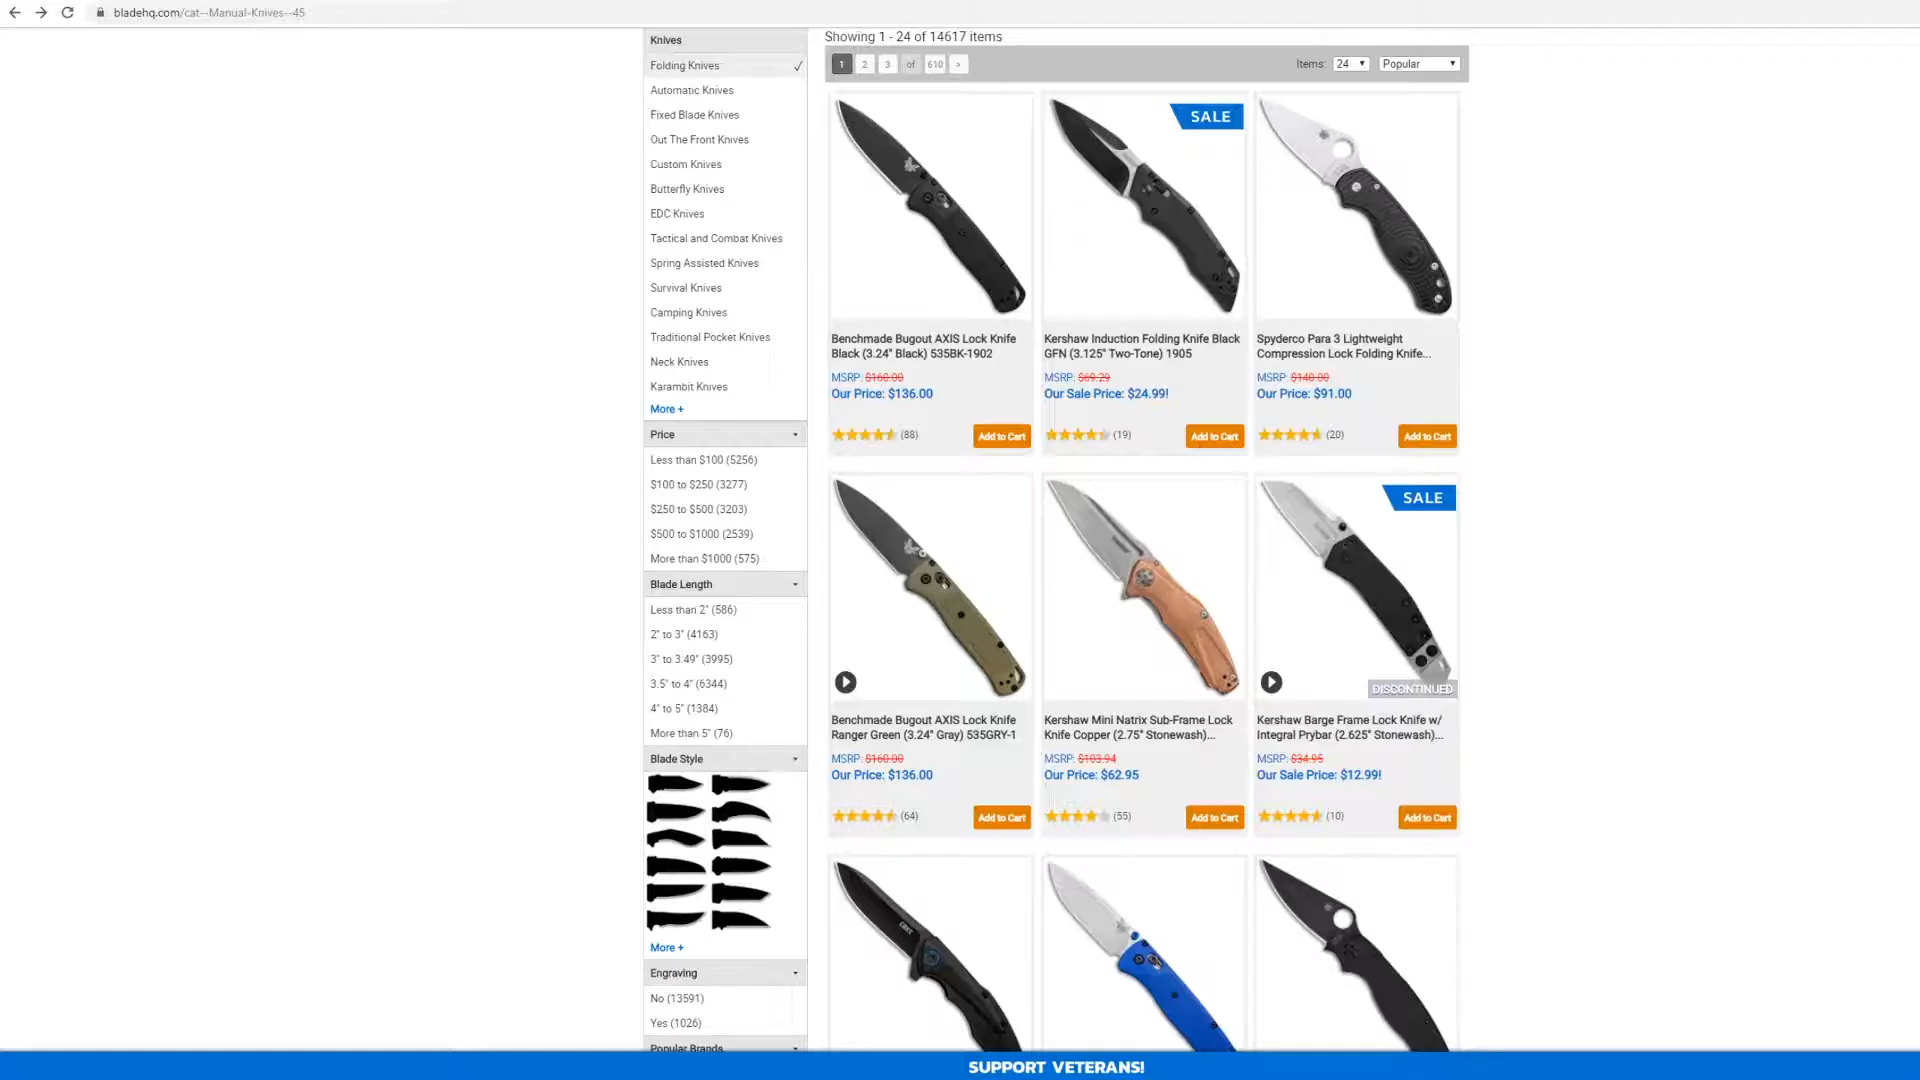 bladehq.com/cat--Manual-Knives--45
Knives
Folding Knives
Automatic Knives
Fixed Blade Knives
Out The Front Knives
Custom Knives
Butterfly Knives
EDC Knives
Tactical and Combat Knives
Spring Assisted Knives
Survival Knives
Camping Knives
Traditional Pocket Knives
Neck Knives
Karambit Knives
More +
Price
Less than $100 (5256)
$100 to $250 (3277)
$250 to $500 (3203)
$500 to $1000 (2539)
More than $1000 (575)
Blade Length
Less than 2" (586)
2" to 3" (4163)
3" to 3.49" (3995)
3.5" to 4" (6344)
4" to 5" (1384)
More than 5" (76)
Blade Style
More +
Engraving
No (13591)
Yes (1026)
Popular Brands
Showing 1 - 24 of 14617 items
1 2 3 of 610 »
Items: 24 Popular
SALE
Benchmade Bugout AXIS Lock Knife
Black (3.24" Black) 535BK-1902
MSRP: $160.00
Our Price: $136.00
(88) Add to Cart
Kershaw Induction Folding Knife Black
GFN (3.125" Two-Tone) 1905
MSRP: $69.29
Our Sale Price: $24.99!
(19) Add to Cart
Spyderco Para 3 Lightweight
Compression Lock Folding Knife...
MSRP: $140.00
Our Price: $91.00
(20) Add to Cart
SALE
DISCONTINUED
Benchmade Bugout AXIS Lock Knife
Ranger Green (3.24" Gray) 535GRY-1
MSRP: $160.00
Our Price: $136.00
(64) Add to Cart
Kershaw Mini Natrix Sub-Frame Lock
Knife Copper (2.75" Stonewash)...
MSRP: $103.94
Our Price: $62.95
(55) Add to Cart
Kershaw Barge Frame Lock Knife w/
Integral Prybar (2.625" Stonewash)...
MSRP: $34.95
Our Sale Price: $12.99!
(10) Add to Cart
CRKT
SUPPORT VETERANS!